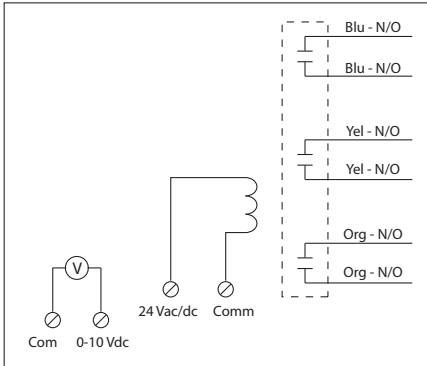 Blu - N/O
Blu - N/O
Yel - N/O
Yel - N/O
Org - N/O
Org - N/O
24 Vac/dc Comm
V
Com 0-10 Vdc